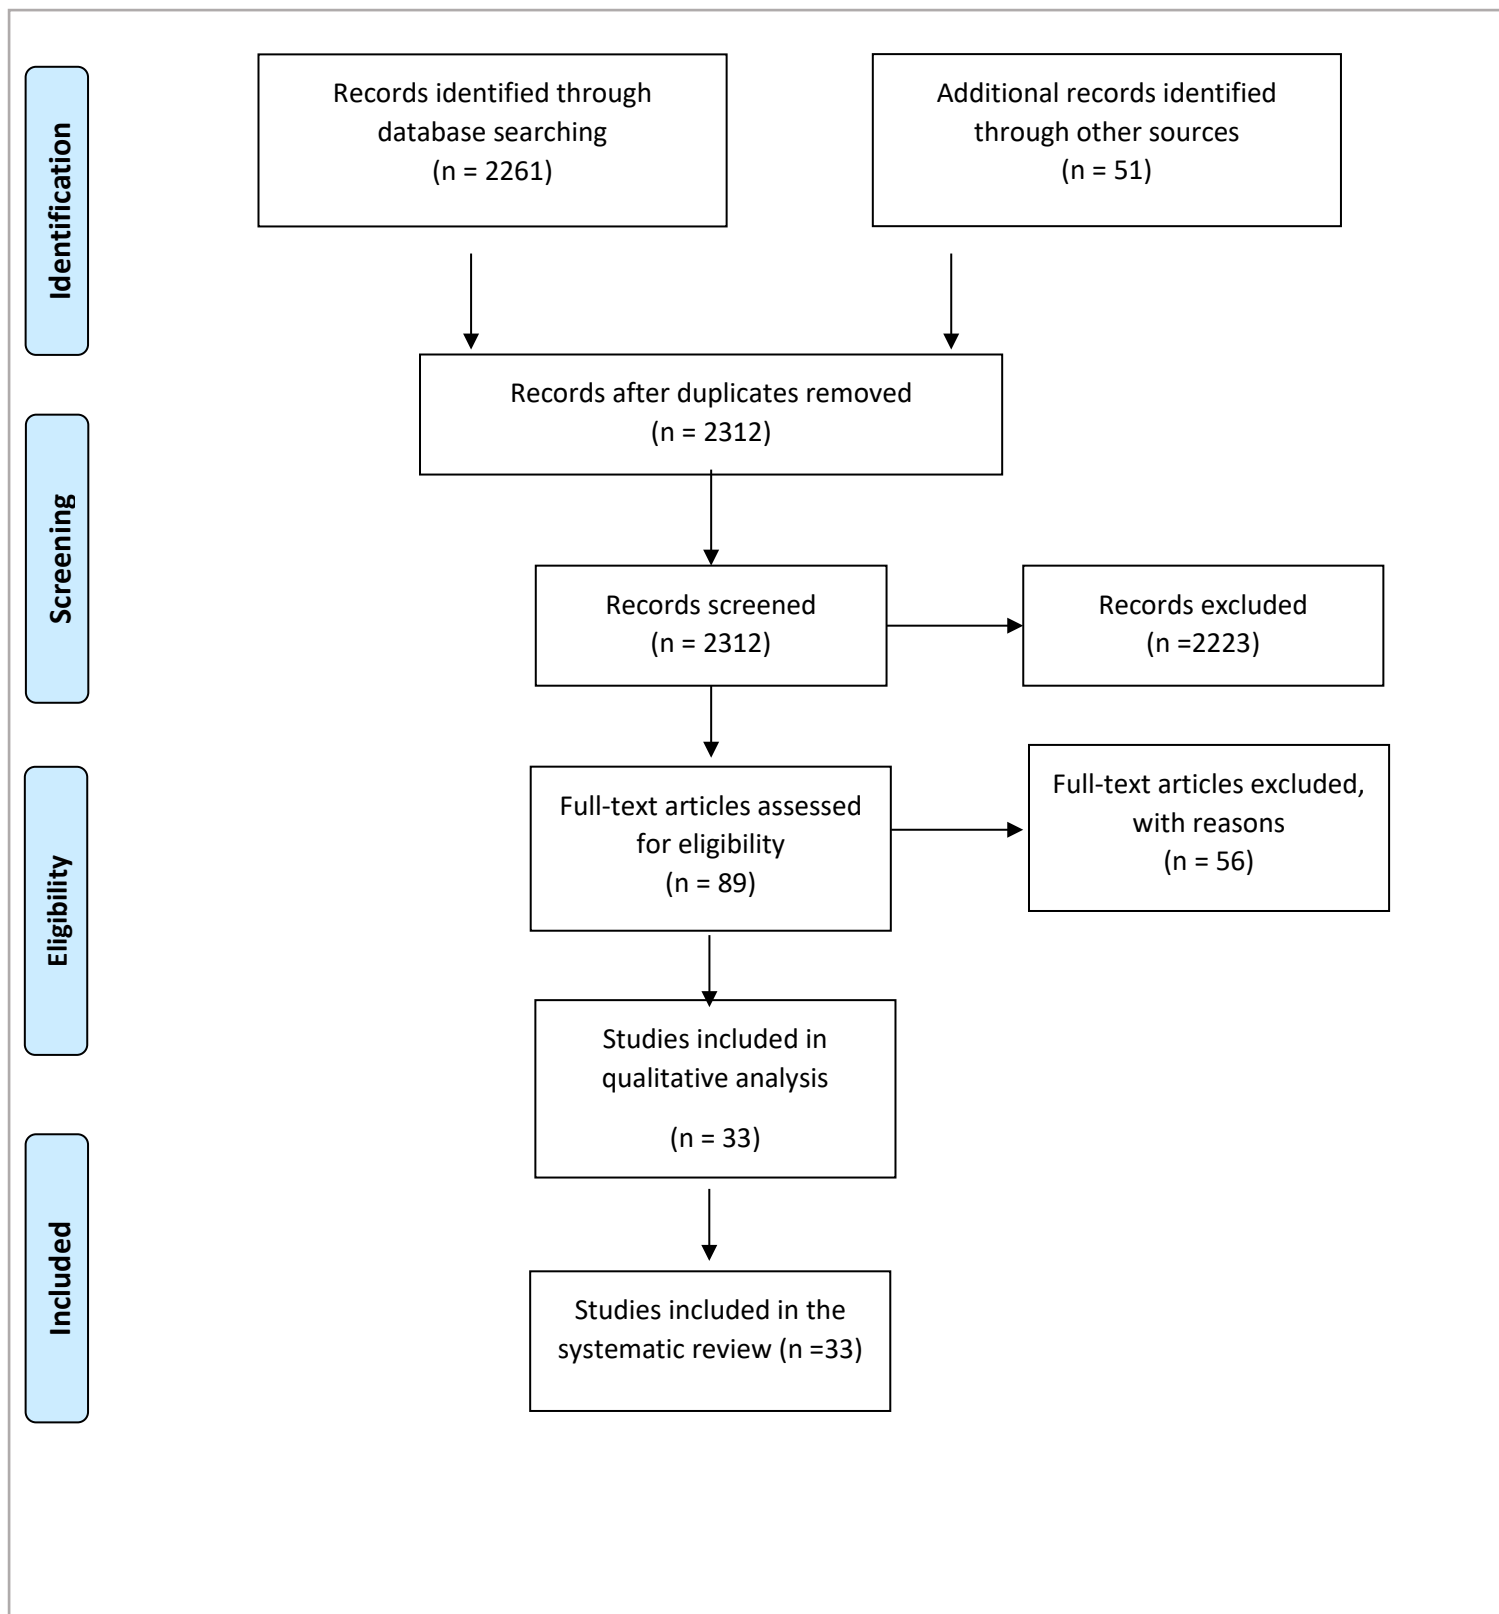 Identification
Records identified through
database searching
(n = 2261)
Additional records identified
through other sources
(n = 51)
Records after duplicates removed
(n = 2312)
Screening
Records screened
(n = 2312)
Records excluded
(n =2223)
Eligibility
Full-text articles assessed
for eligibility
(n = 89)
Full-text articles excluded,
with reasons
(n = 56)
Studies included in
qualitative analysis
(n = 33)
Included
Studies included in the
systematic review (n =33)